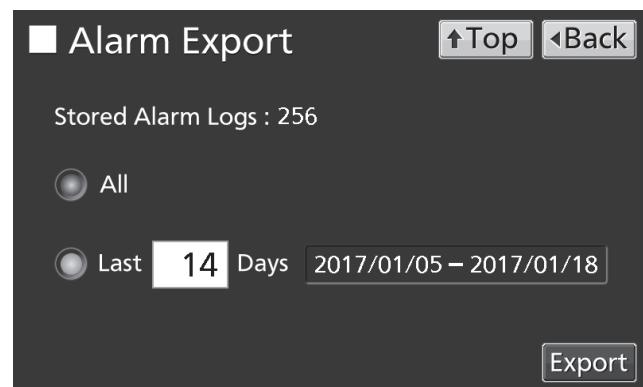 Alarm Export
↑Top
◂Back
Stored Alarm Logs : 256
All
Last 14 Days 2017/01/05 – 2017/01/18
Export